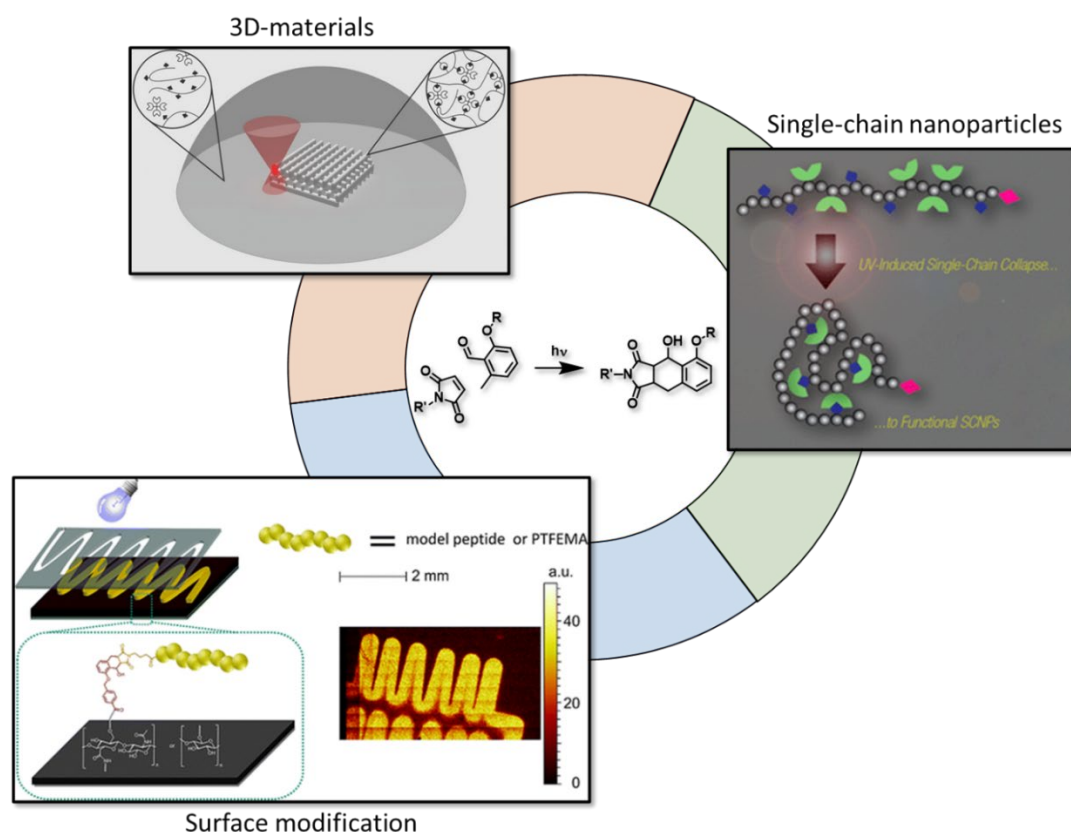 3D-materials
Single-chain nanoparticles
UV-Induced Single-Chain Collapse...
...to Functional SCNPs
O
R
O
O
R'
N
O
hν
O
OH
O
R
R'
N
O
model peptide or PTFEMA
2 mm
a.u.
40
20
0
or
Surface modification